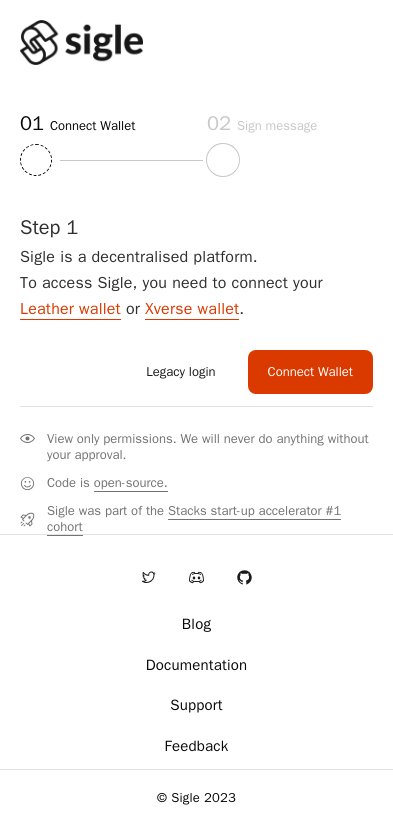 sigle
01 Connect Wallet
02 Sign message
Step 1
Sigle is a decentralised platform.
To access Sigle, you need to connect your
Leather wallet or Xverse wallet.
Legacy login
Connect Wallet
View only permissions. We will never do anything without
your approval.
Code is open-source.
Sigle was part of the Stacks start-up accelerator #1
cohort
Blog
Documentation
Support
Feedback
© Sigle 2023